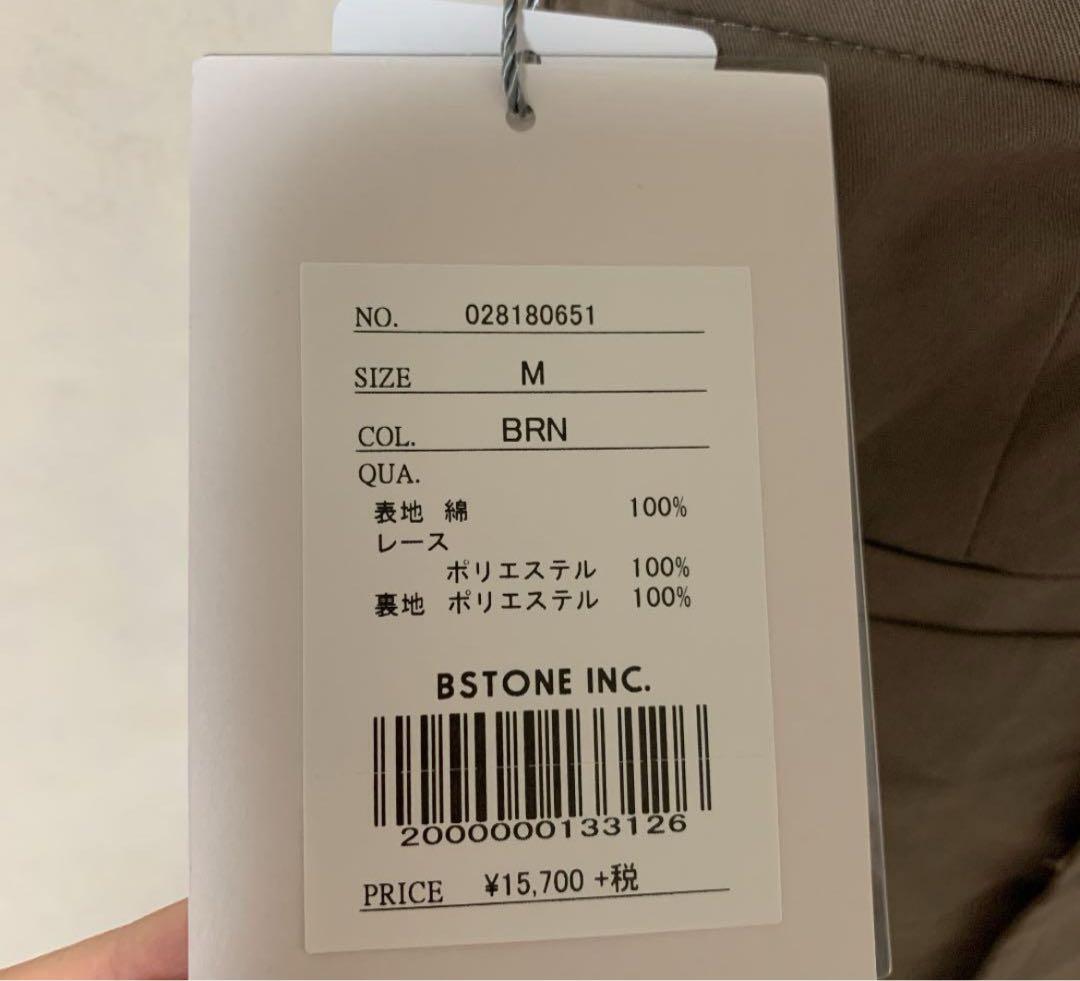 NO. 028180651
SIZE M
COL. BRN
QUA.
表地 綿 100%
レース
ポリエステル 100%
裏地 ポリエステル 100%
BSTONE INC.
2000000133126
PRICE ¥15,700 +税